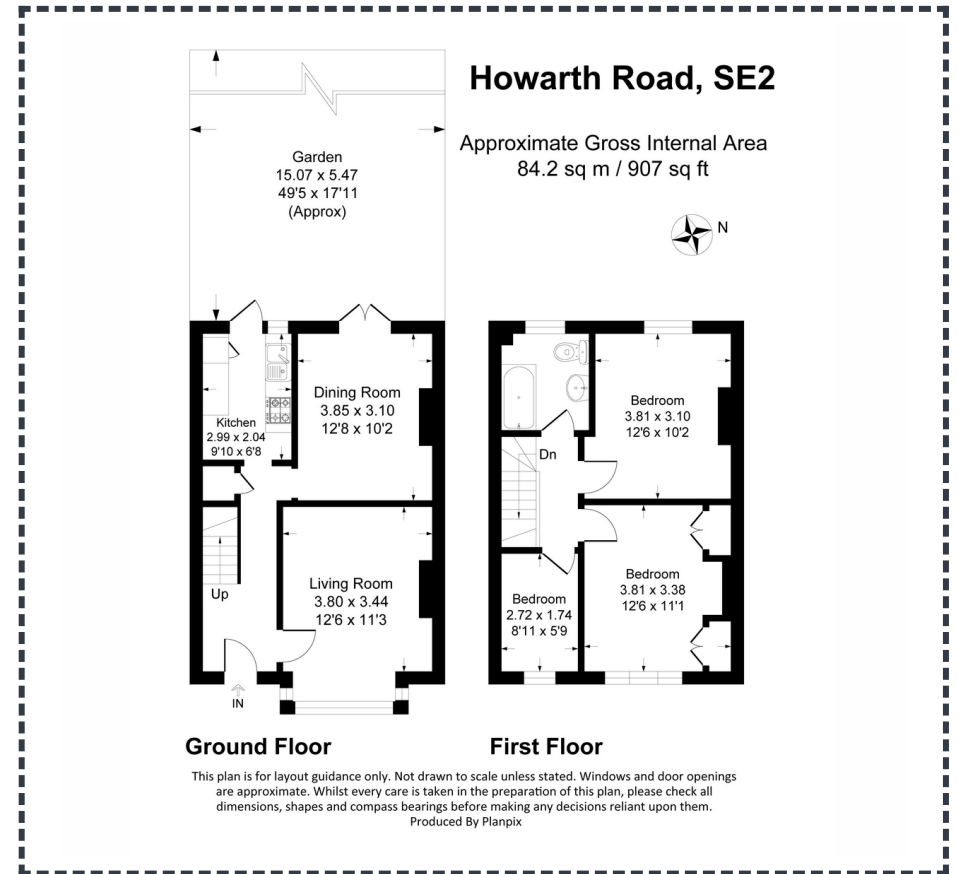 Howarth Road, SE2
Approximate Gross Internal Area
84.2 sq m / 907 sq ft
N
Garden
15.07 x 5.47
49'5 x 17'11
(Approx)
Kitchen
2.99 x 2.04
9'10 x 6'8
Dining Room
3.85 x 3.10
12'8 x 10'2
Up
Living Room
3.80 x 3.44
12'6 x 11'3
IN
Bedroom
3.81 x 3.10
12'6 x 10'2
Dn
Bedroom
2.72 x 1.74
8'11 x 5'9
Bedroom
3.81 x 3.38
12'6 x 11'1
Ground Floor
First Floor
This plan is for layout guidance only. Not drawn to scale unless stated. Windows and door openings
are approximate. Whilst every care is taken in the preparation of this plan, please check all
dimensions, shapes and compass bearings before making any decisions reliant upon them.
Produced By Planpix